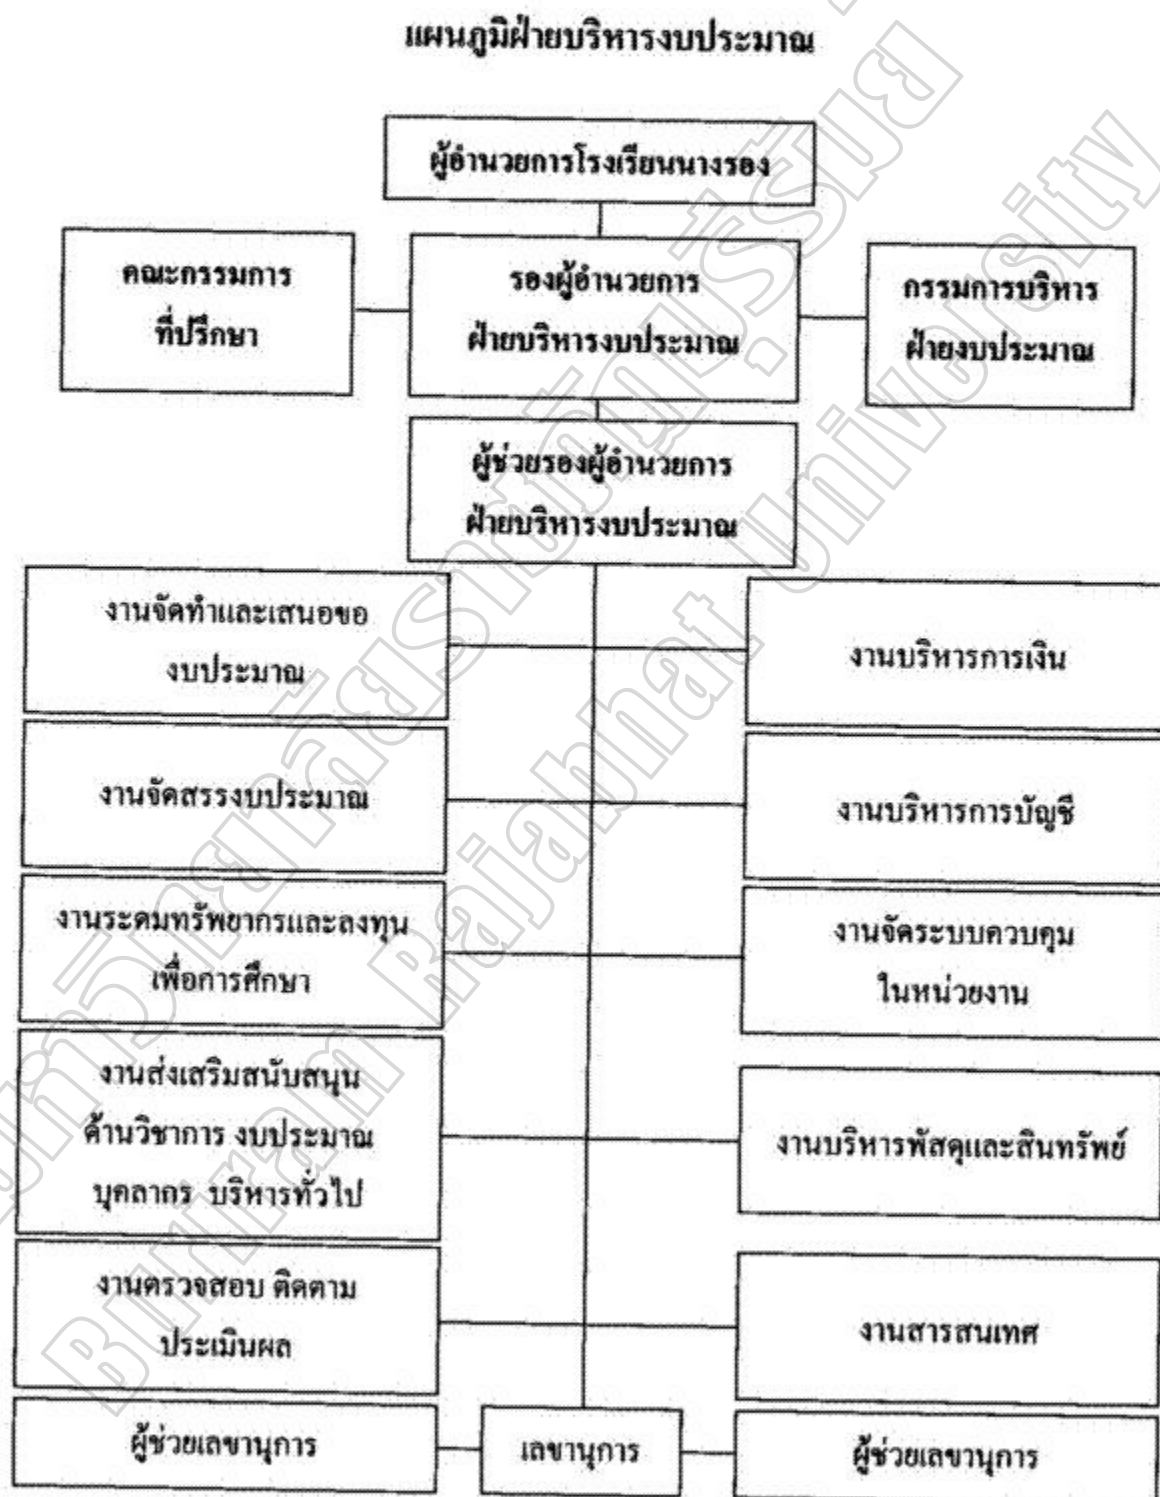 แผนภูมิฝ่ายบริหารงบประมาณ
ผู้อำนวยการโรงเรียนนางรอง
คณะกรรมการ
ที่ปรึกษา
รองผู้อำนวยการ
ฝ่ายบริหารงบประมาณ
กรรมการบริหาร
ฝ่ายงบประมาณ
ผู้ช่วยรองผู้อำนวยการ
ฝ่ายบริหารงบประมาณ
งานจัดทำและเสนอขอ
งบประมาณ
งานบริหารการเงิน
งานจัดสรรงบประมาณ
งานบริหารการบัญชี
งานระดมทรัพยากรและลงทุน
เพื่อการศึกษา
งานจัดระบบควบคุม
ในหน่วยงาน
งานส่งเสริมสนับสนุน
ด้านวิชาการ งบประมาณ
บุคลากร บริหารทั่วไป
งานบริหารพัสดุและสินทรัพย์
งานตรวจสอบ ติดตาม
ประเมินผล
งานสารสนเทศ
ผู้ช่วยเลขานุการ
เลขานุการ
ผู้ช่วยเลขานุการ
Buriram Rajabhat University